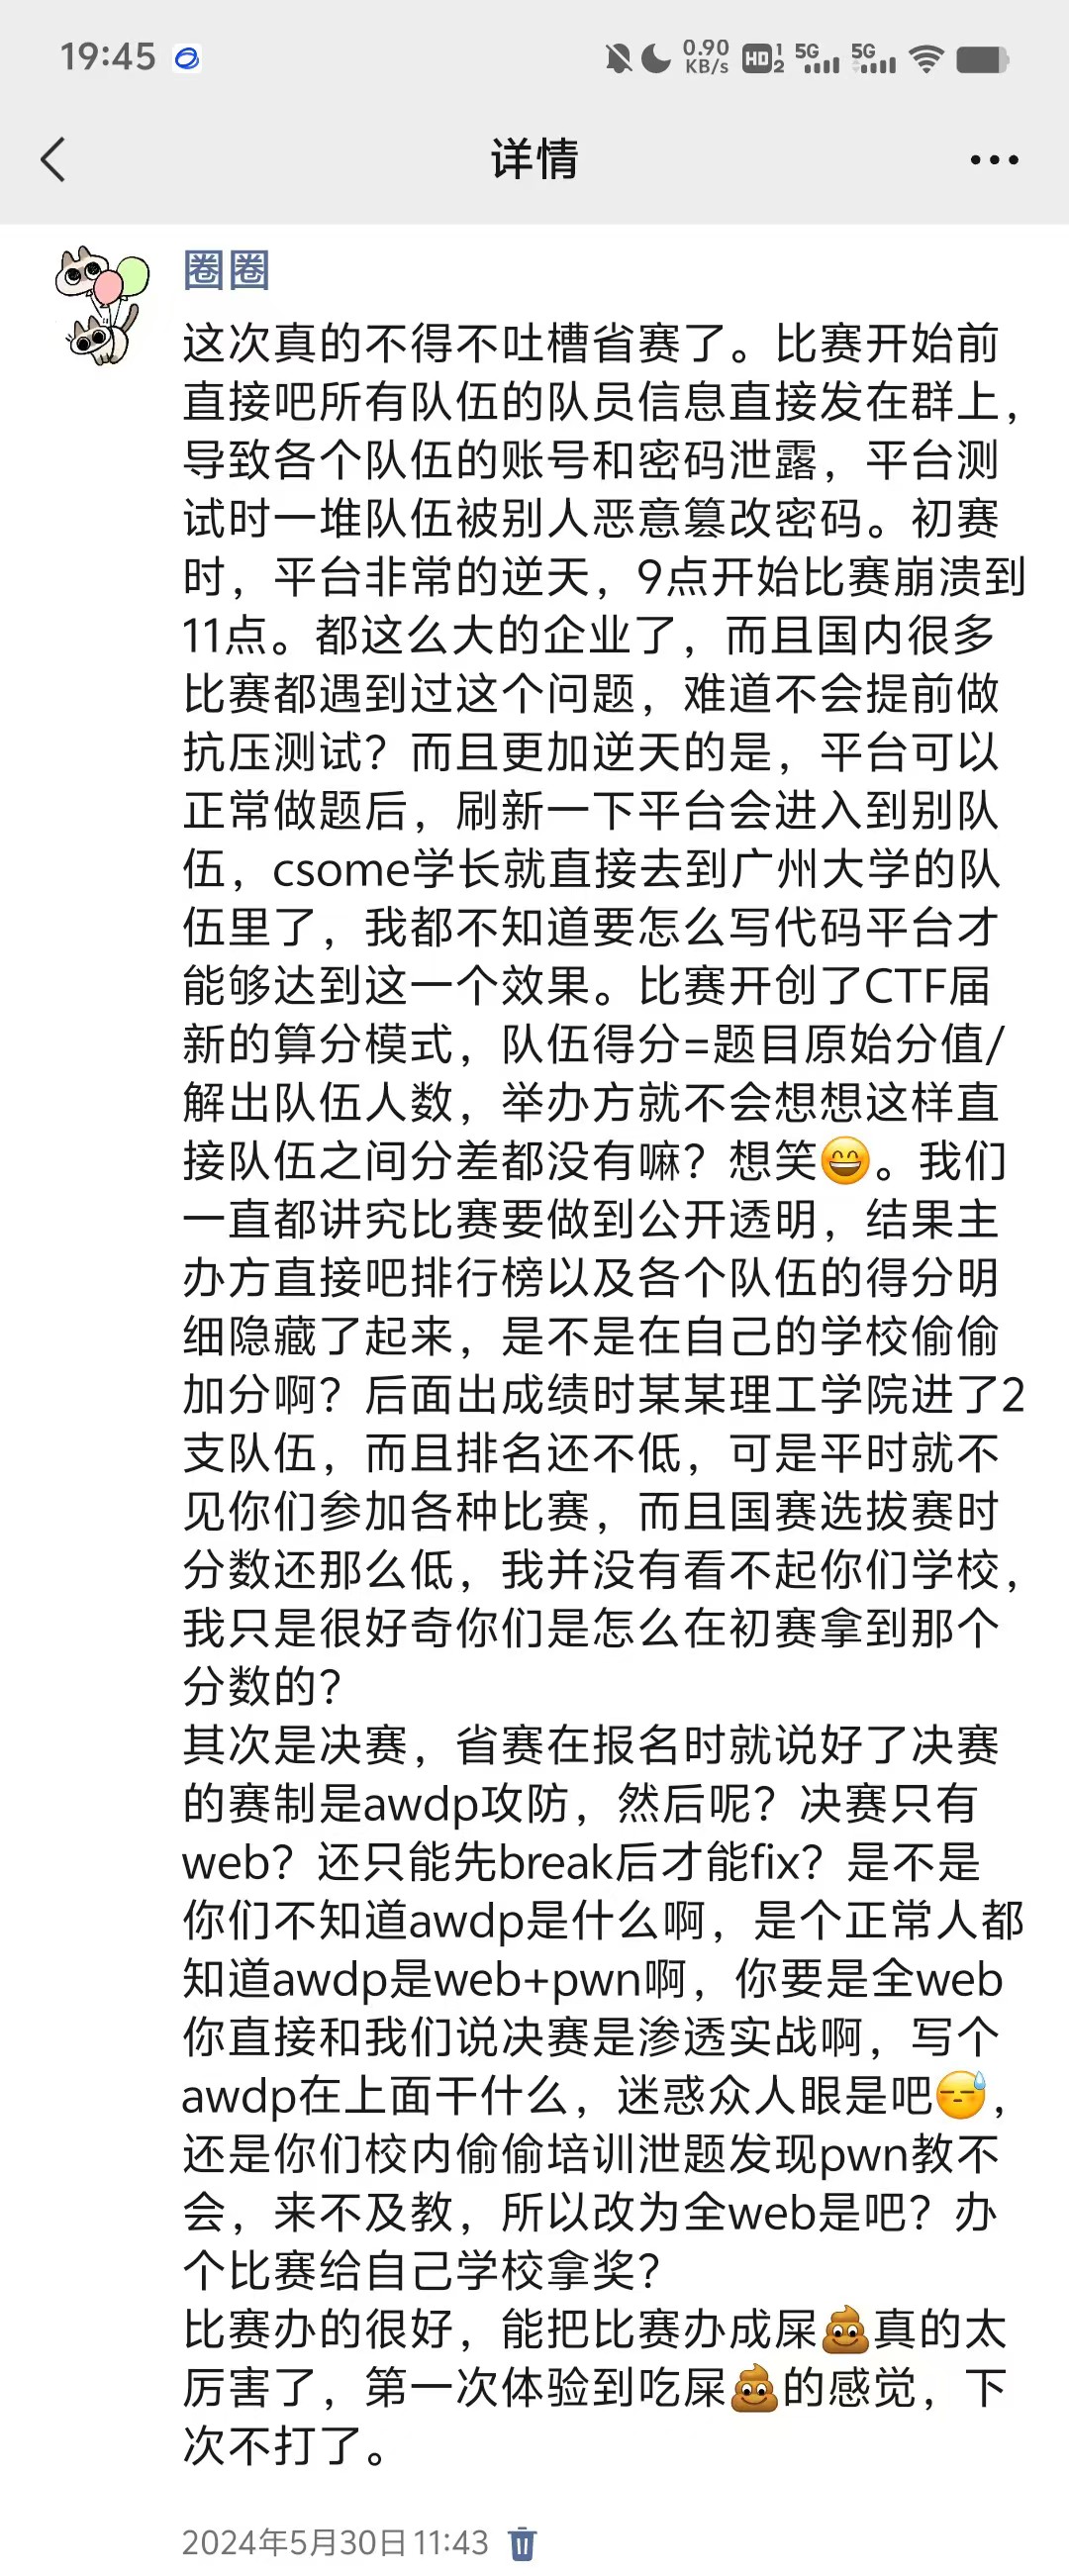 19:45
0.90
KB/s
HD 1
2
5G
5G
详情
圈圈
这次真的不得不吐槽省赛了。比赛开始前
直接吧所有队伍的队员信息直接发在群上，
导致各个队伍的账号和密码泄露，平台测
试时一堆队伍被别人恶意篡改密码。初赛
时，平台非常的逆天，9点开始比赛崩溃到
11点。都这么大的企业了，而且国内很多
比赛都遇到过这个问题，难道不会提前做
抗压测试？而且更加逆天的是，平台可以
正常做题后，刷新一下平台会进入到别队
伍，csome学长就直接去到广州大学的队
伍里了，我都不知道要怎么写代码平台才
能够达到这一个效果。比赛开创了CTF届
新的算分模式，队伍得分=题目原始分值/
解出队伍人数，举办方就不会想想这样直
接队伍之间分差都没有嘛？想笑😄。我们
一直都讲究比赛要做到公开透明，结果主
办方直接吧排行榜以及各个队伍的得分明
细隐藏了起来，是不是在自己的学校偷偷
加分啊？后面出成绩时某某理工学院进了2
支队伍，而且排名还不低，可是平时就不
见你们参加各种比赛，而且国赛选拔赛时
分数还那么低，我并没有看不起你们学校，
我只是很好奇你们是怎么在初赛拿到那个
分数的？
其次是决赛，省赛在报名时就说好了决赛
的赛制是awdp攻防，然后呢？决赛只有
web？还只能先break后才能fix？是不是
你们不知道awdp是什么啊，是个正常人都
知道awdp是web+pwn啊，你要是全web
你直接和我们说决赛是渗透实战啊，写个
awdp在上面干什么，迷惑众人眼是吧😓，
还是你们校内偷偷培训泄题发现pwn教不
会，来不及教，所以改为全web是吧？办
个比赛给自己学校拿奖？
比赛办的很好，能把比赛办成屎💩真的太
厉害了，第一次体验到吃屎💩的感觉，下
次不打了。
2024年5月30日 11:43